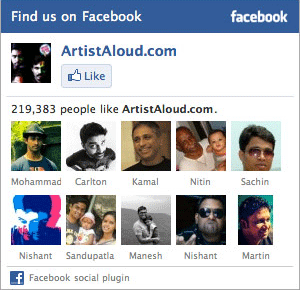 Find us on Facebook facebook
ArtistAloud.com
Like
219,383 people like ArtistAloud.com.
Mohammad Carlton Kamal Nitin Sachin
Nishant Sandupatla Manesh Nishant Martin
Facebook social plugin